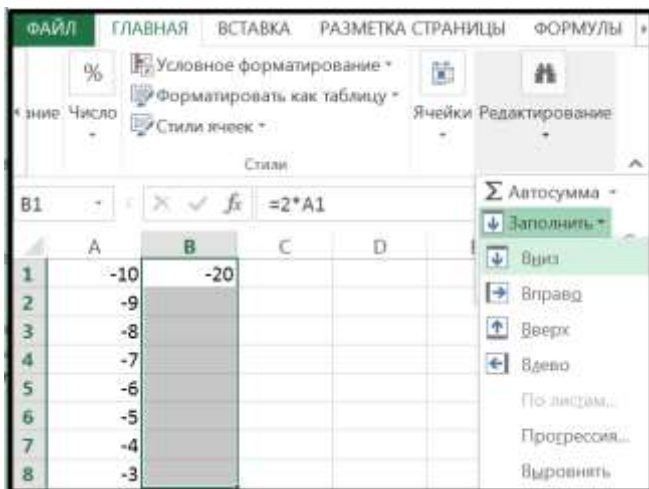 ФАЙЛ ГЛАВНАЯ ВСТАВКА РАЗМЕТКА СТРАНИЦЫ ФОРМУЛЫ
% Условное форматирование
Форматировать как таблицу
Число Ячейки Редактирование
Стили ячеек
Стили
Σ Автосумма
B1 fx =2*A1
Заполнить
A B C D
Вниз
1 -10 -20
Вправо
2 -9
3 -8
Вверх
4 -7
Влево
5 -6
По листам...
6 -5
Прогрессия...
7 -4
8 -3
Выровнять